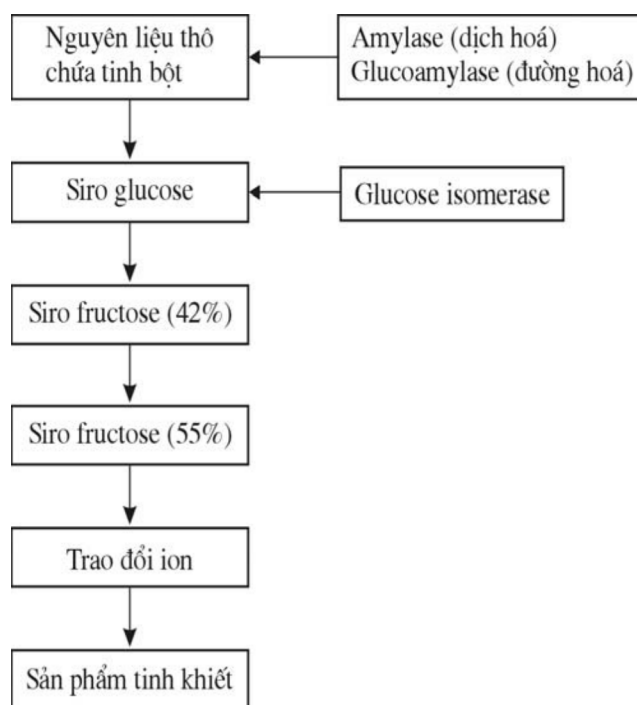 Nguyên liệu thô
chứa tinh bột
Amylase (dịch hoá)
Glucoamylase (đường hoá)
Siro glucose
Glucose isomerase
Siro fructose (42%)
Siro fructose (55%)
Trao đổi ion
Sản phẩm tinh khiết